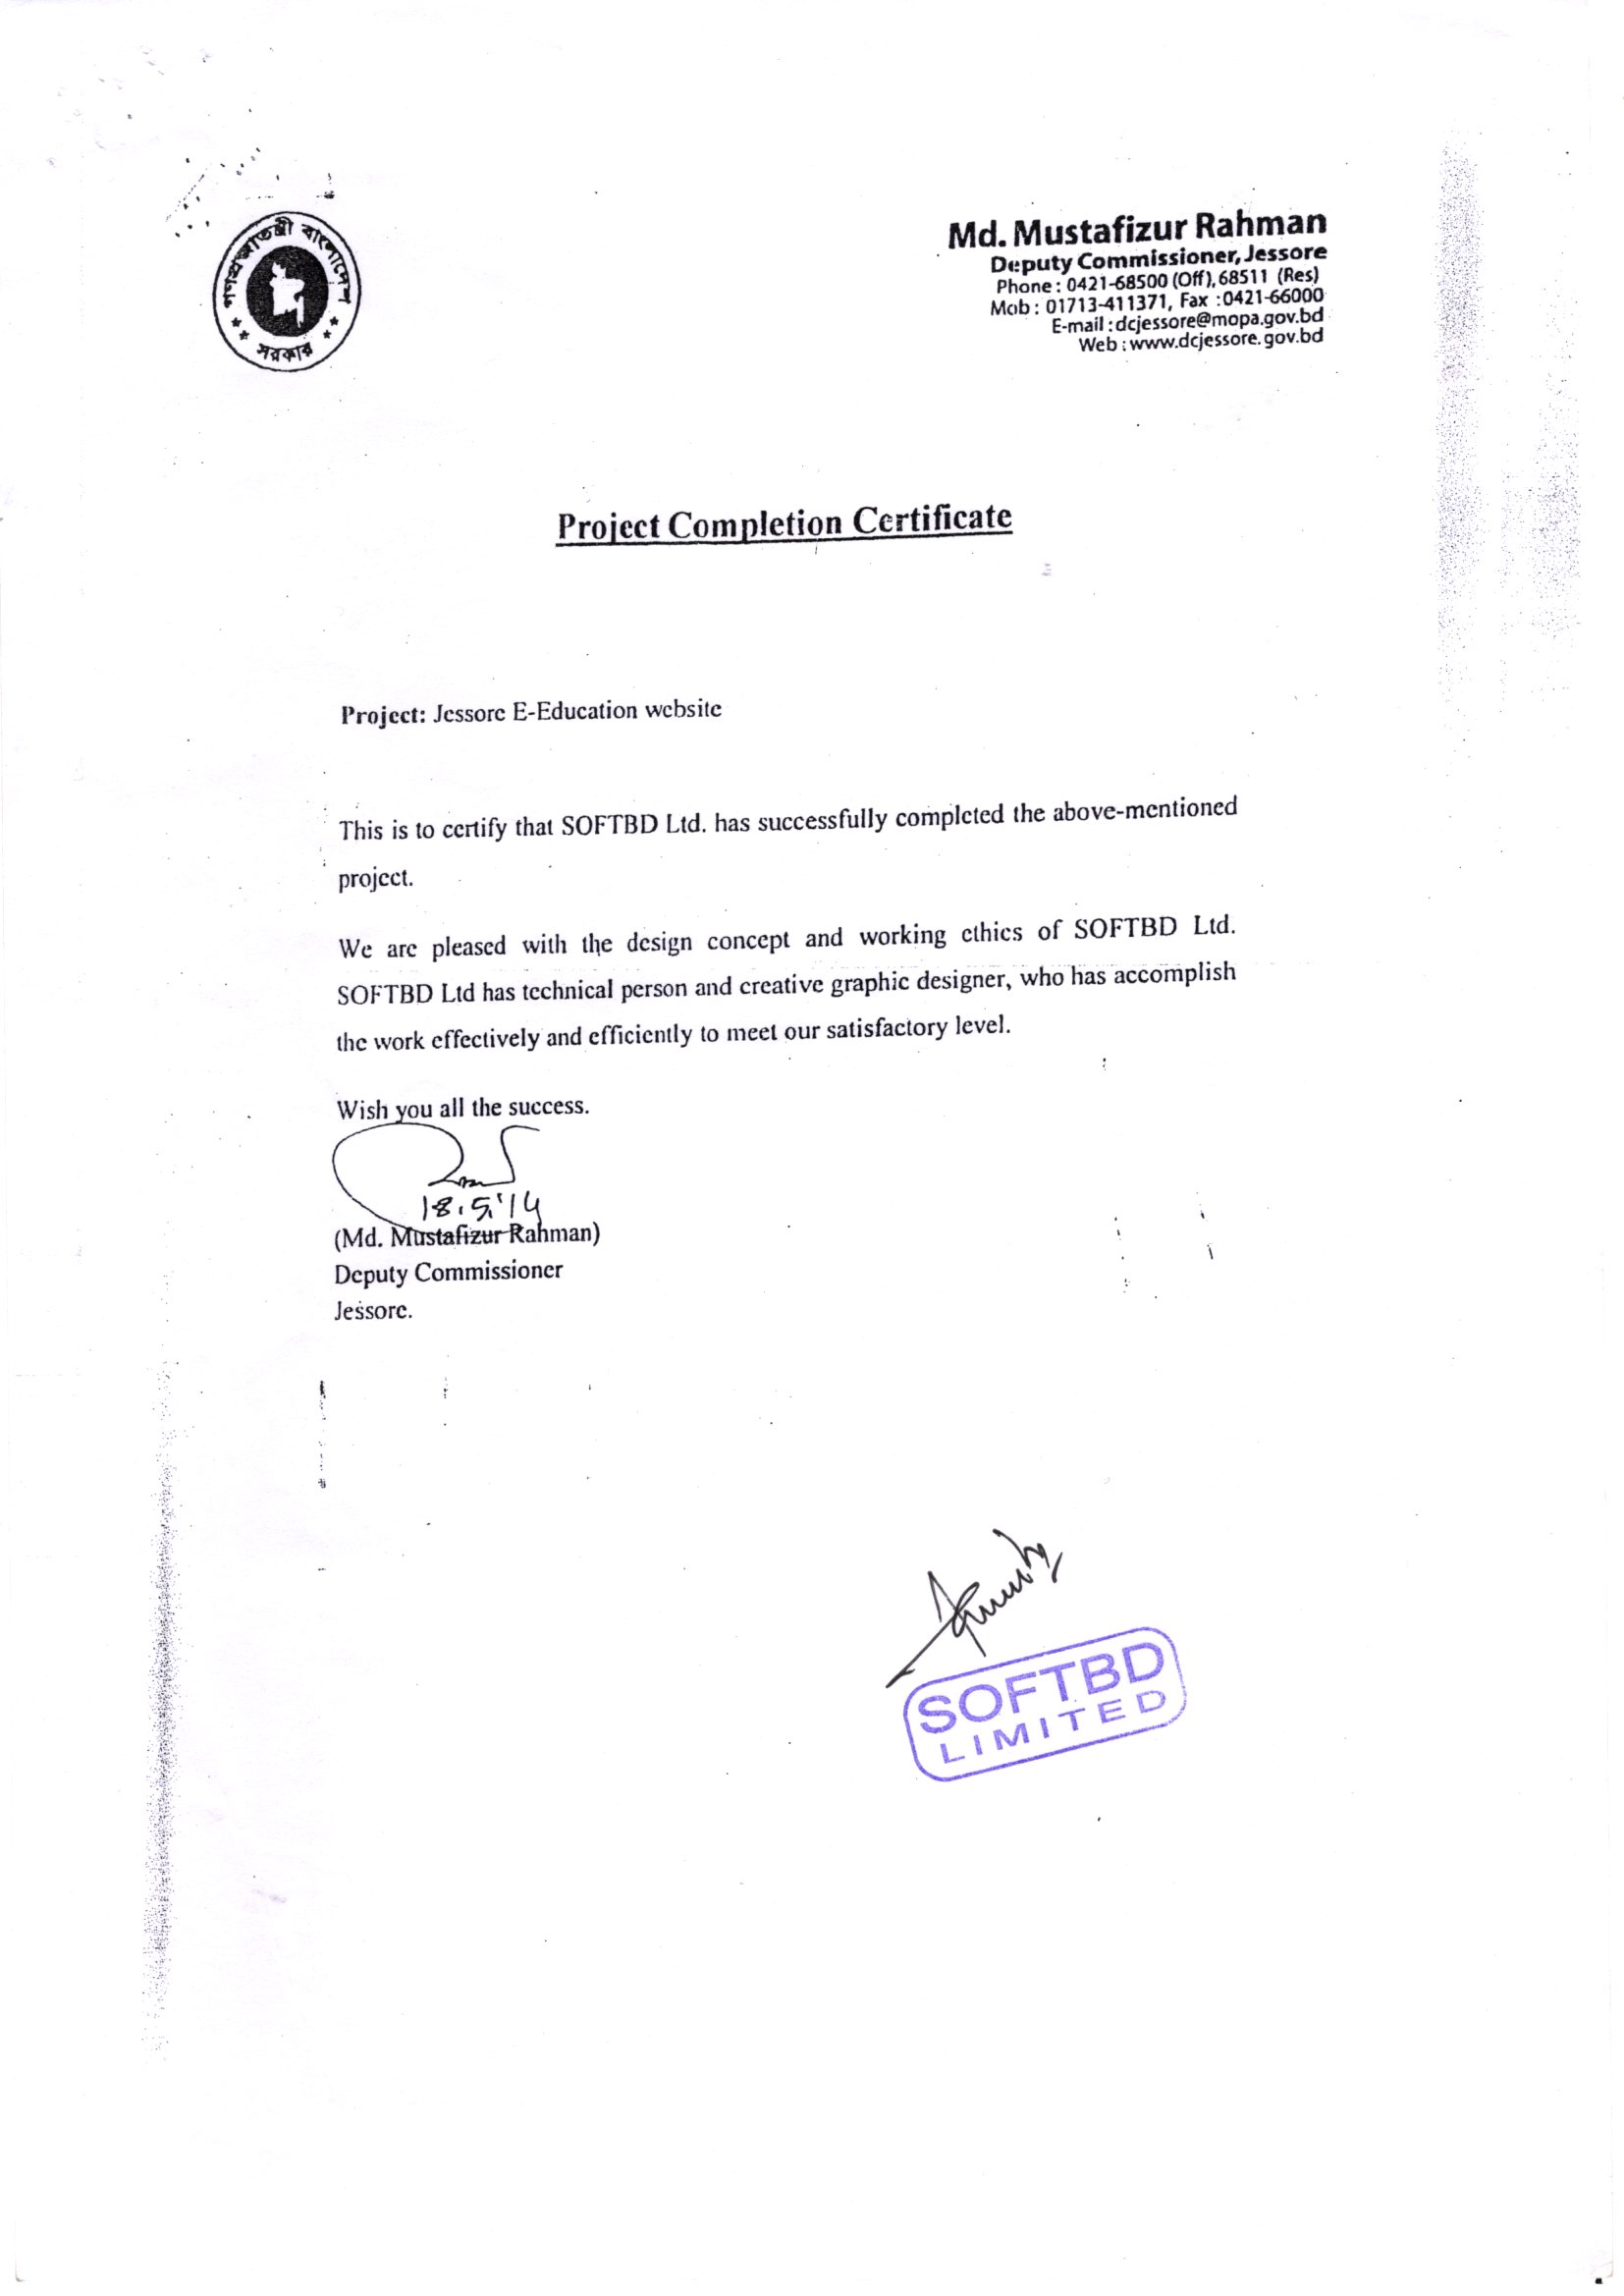 গণপ্রজাতন্ত্রী বাংলাদেশ
সরকার
Md. Mustafizur Rahman
Deputy Commissioner, Jessore
Phone : 0421-68500 (Off), 68511 (Res)
Mob : 01713-411371, Fax : 0421-66000
E-mail : dcjessore@mopa.gov.bd
Web : www.dcjessore.gov.bd
Project Completion Certificate
Project: Jessore E-Education website
This is to certify that SOFTBD Ltd. has successfully completed the above-mentioned
project.
We are pleased with the design concept and working ethics of SOFTBD Ltd.
SOFTBD Ltd has technical person and creative graphic designer, who has accomplish
the work effectively and efficiently to meet our satisfactory level.
Wish you all the success.
18.5.'14
(Md. Mustafizur Rahman)
Deputy Commissioner
Jessore.
SOFTBD
LIMITED